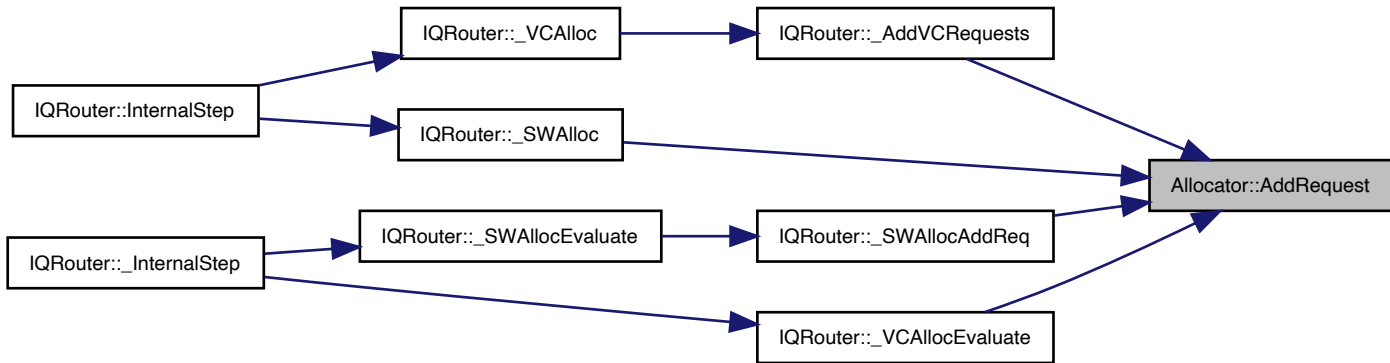 IQRouter::_VCAlloc
IQRouter::_AddVCRequests
IQRouter::InternalStep
IQRouter::_SWAlloc
Allocator::AddRequest
IQRouter::_SWAllocEvaluate
IQRouter::_SWAllocAddReq
IQRouter::_InternalStep
IQRouter::_VCAllocEvaluate